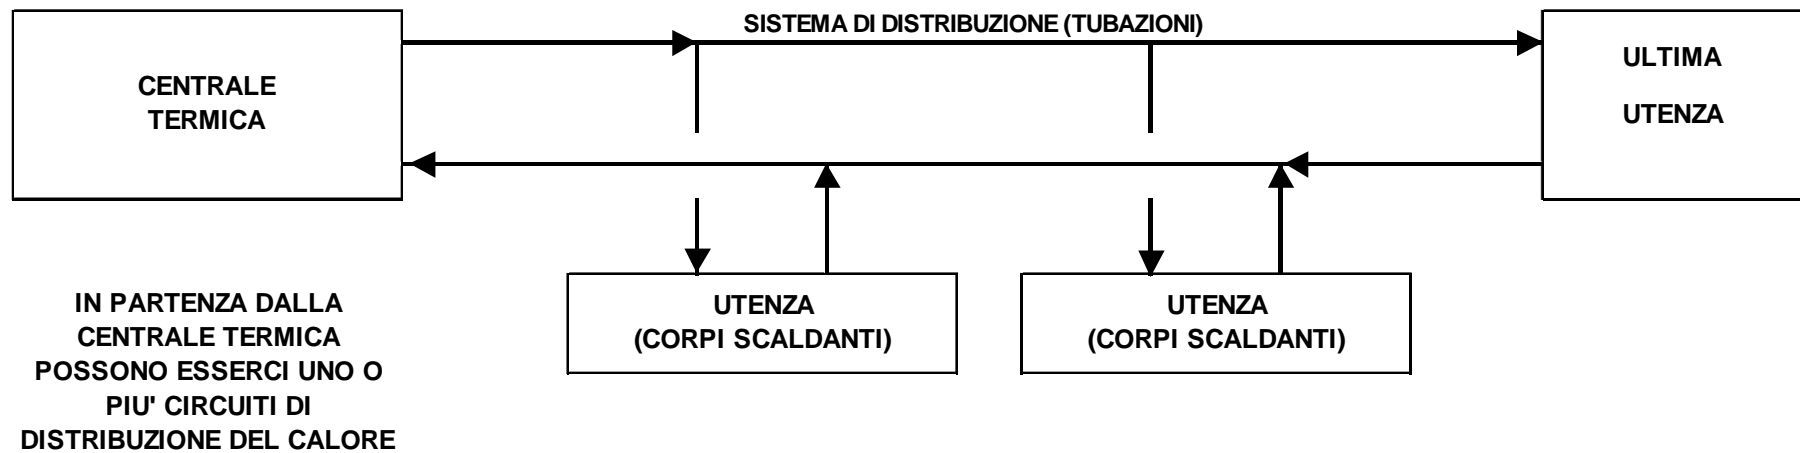 SISTEMA DI DISTRIBUZIONE (TUBAZIONI)
CENTRALE
TERMICA
ULTIMA
UTENZA
UTENZA
(CORPI SCALDANTI)
UTENZA
(CORPI SCALDANTI)
IN PARTENZA DALLA
CENTRALE TERMICA
POSSONO ESSERCI UNO O
PIU' CIRCUITI DI
DISTRIBUZIONE DEL CALORE